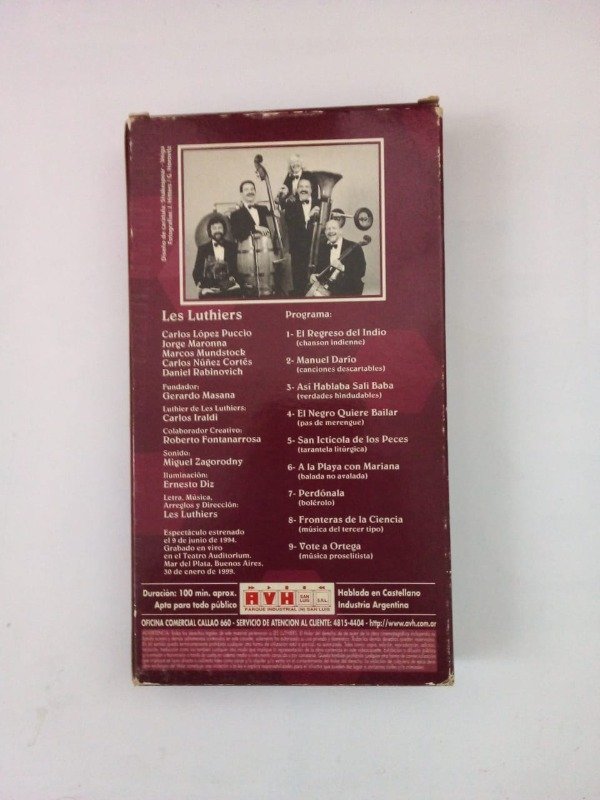 Diseño de carátula: Shakespear - Veiga
Fotografías: J. Hitters / G. Horovitz
Les Luthiers
Carlos López Puccio
Jorge Maronna
Marcos Mundstock
Carlos Núñez Cortés
Daniel Rabinovich
Fundador:
Gerardo Masana
Luthier de Les Luthiers:
Carlos Iraldi
Colaborador Creativo:
Roberto Fontanarrosa
Sonido:
Miguel Zagorodny
Iluminación:
Ernesto Diz
Letra, Música,
Arreglos y Dirección:
Les Luthiers
Espectáculo estrenado
el 9 de junio de 1994.
Grabado en vivo
en el Teatro Auditorium.
Mar del Plata, Buenos Aires,
30 de enero de 1999.
Programa:
1- El Regreso del Indio
(chanson indienne)
2- Manuel Darío
(canciones descartables)
3- Así Hablaba Sali Baba
(verdades hindudables)
4- El Negro Quiere Bailar
(pas de merengue)
5- San Ictícola de los Peces
(tarantela litúrgica)
6- A la Playa con Mariana
(balada no avalada)
7- Perdónala
(bolérolo)
8- Fronteras de la Ciencia
(música del tercer tipo)
9- Vote a Ortega
(música proselitista)
Duración: 100 min. aprox.
Apta para todo público
AVH SAN LUIS S.R.L.
PARQUE INDUSTRIAL (N) SAN LUIS
Hablada en Castellano
Industria Argentina
OFICINA COMERCIAL CALLAO 660 - SERVICIO DE ATENCION AL CLIENTE: 4815-4404 - http://www.avh.com.ar